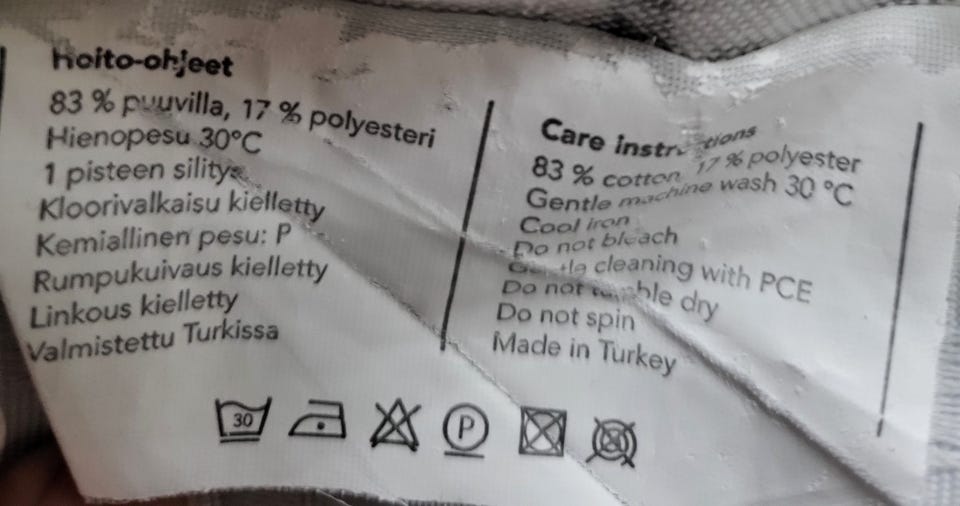 Hoito-ohjeet
83 % puuvilla, 17 % polyesteri
Hienopesu 30°C
1 pisteen silitys
Kloorivalkaisu kielletty
Kemiallinen pesu: P
Rumpukuivaus kielletty
Linkous kielletty
Valmistettu Turkissa
Care instructions
83 % cotton 17 % polyester
Gentle machine wash 30 °C
Cool iron
Do not bleach
Gentle cleaning with PCE
Do not tumble dry
Do not spin
Made in Turkey
30
P